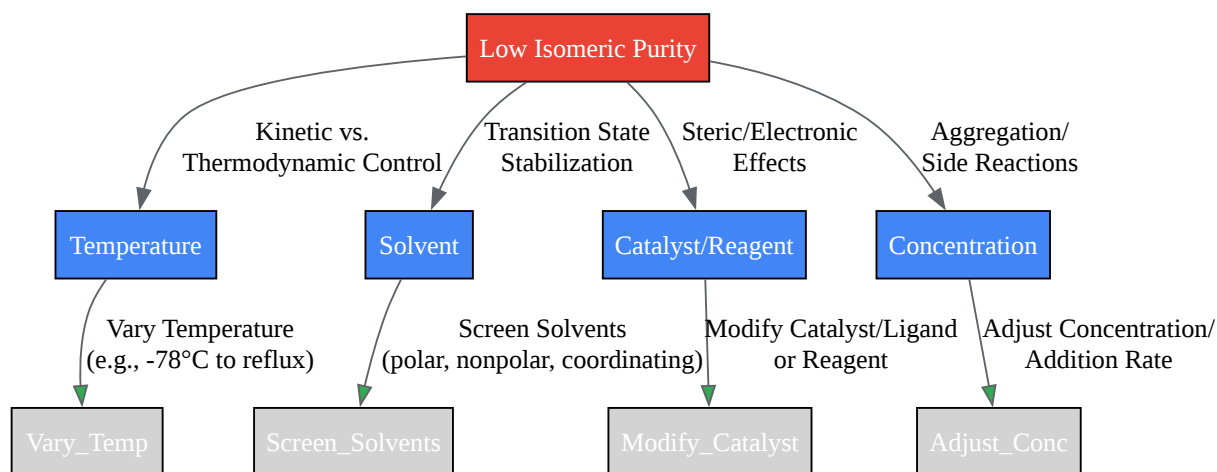 Low Isomeric Purity
Kinetic vs.
Thermodynamic Control
Transition State
Stabilization
Steric/Electronic
Effects
Aggregation/
Side Reactions
Temperature
Solvent
Catalyst/Reagent
Concentration
Vary Temperature
(e.g., -78°C to reflux)
Screen Solvents
(polar, nonpolar, coordinating)
Modify Catalyst/Ligand
or Reagent
Adjust Concentration/
Addition Rate
Vary_Temp
Screen_Solvents
Modify_Catalyst
Adjust_Conc